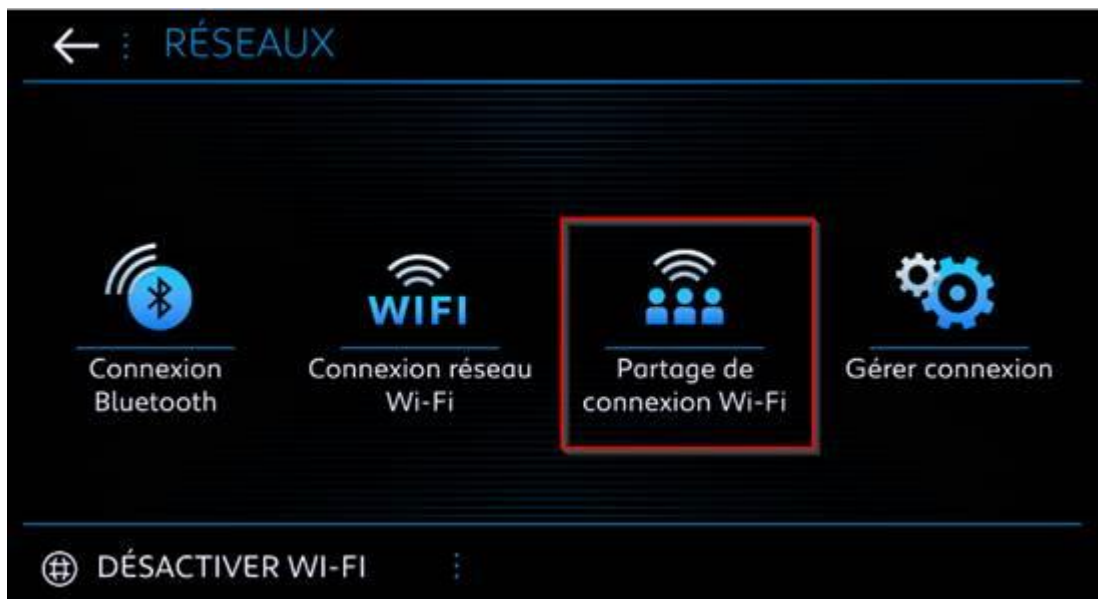 RÉSEAUX
WIFI
Connexion
Bluetooth
Connexion réseau
Wi-Fi
Partage de
connexion Wi-Fi
Gérer connexion
DÉSACTIVER WI-FI